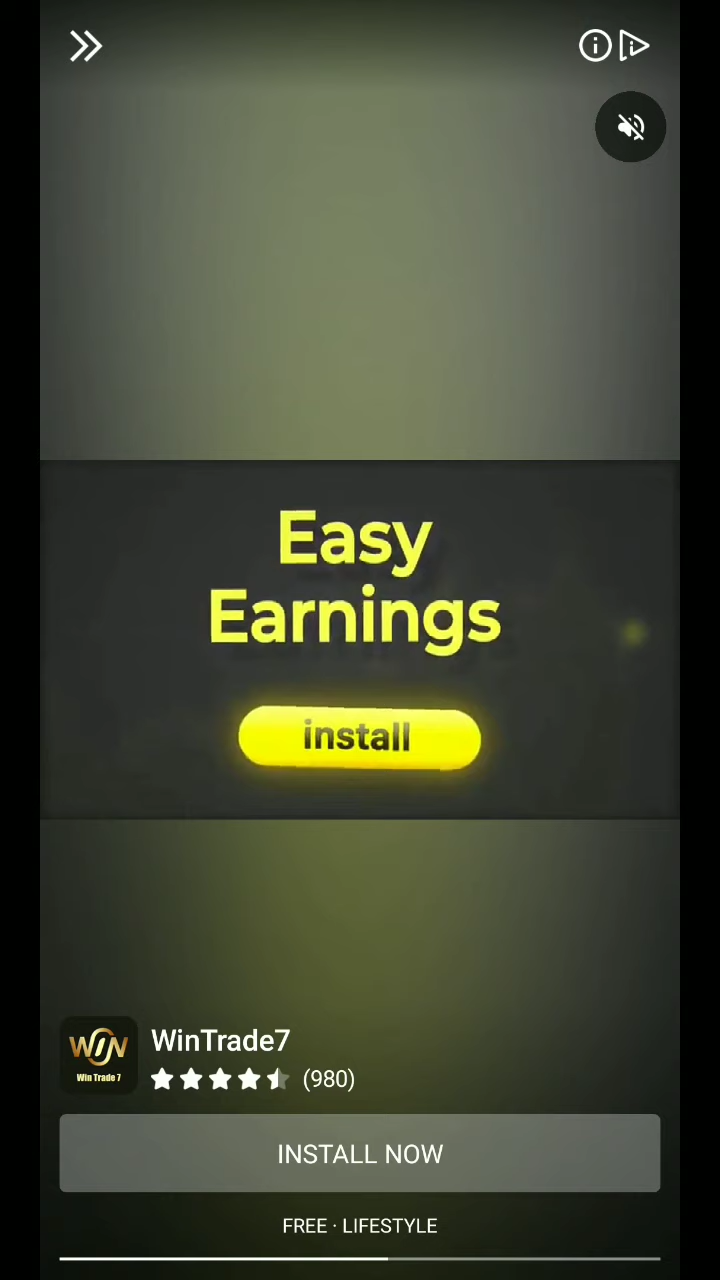 Easy
Earnings
install
WIN
Win Trade 7
WinTrade7
(980)
INSTALL NOW
FREE · LIFESTYLE